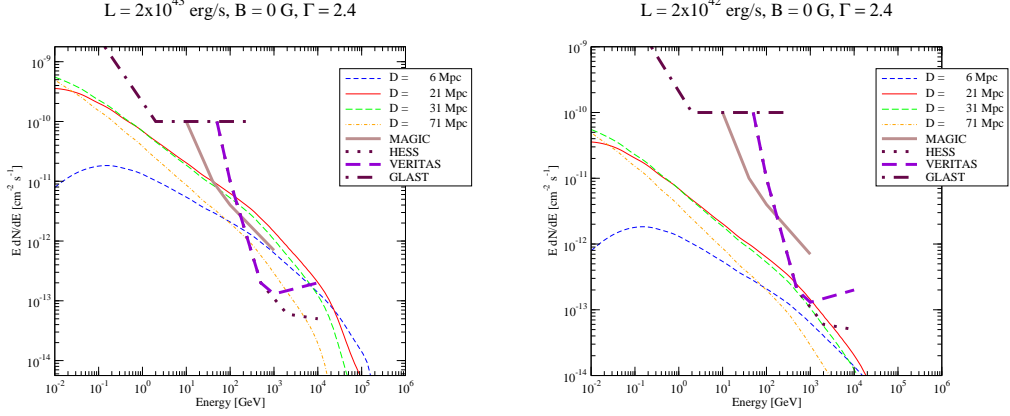 L = 2x10^43 erg/s, B = 0 G, Γ = 2.4
10^-9
10^-10
10^-11
10^-12
10^-13
10^-14
E dN/dE [cm^-2 s^-1]
D = 6 Mpc
D = 21 Mpc
D = 31 Mpc
D = 71 Mpc
MAGIC
HESS
VERITAS
GLAST
10^-2 10^-1 10^0 10^1 10^2 10^3 10^4 10^5 10^6
Energy [GeV]
L = 2x10^42 erg/s, B = 0 G, Γ = 2.4
10^-9
10^-10
10^-11
10^-12
10^-13
10^-14
E dN/dE [cm^-2 s^-1]
D = 6 Mpc
D = 21 Mpc
D = 31 Mpc
D = 71 Mpc
MAGIC
HESS
VERITAS
GLAST
10^-2 10^-1 10^0 10^1 10^2 10^3 10^4 10^5 10^6
Energy [GeV]